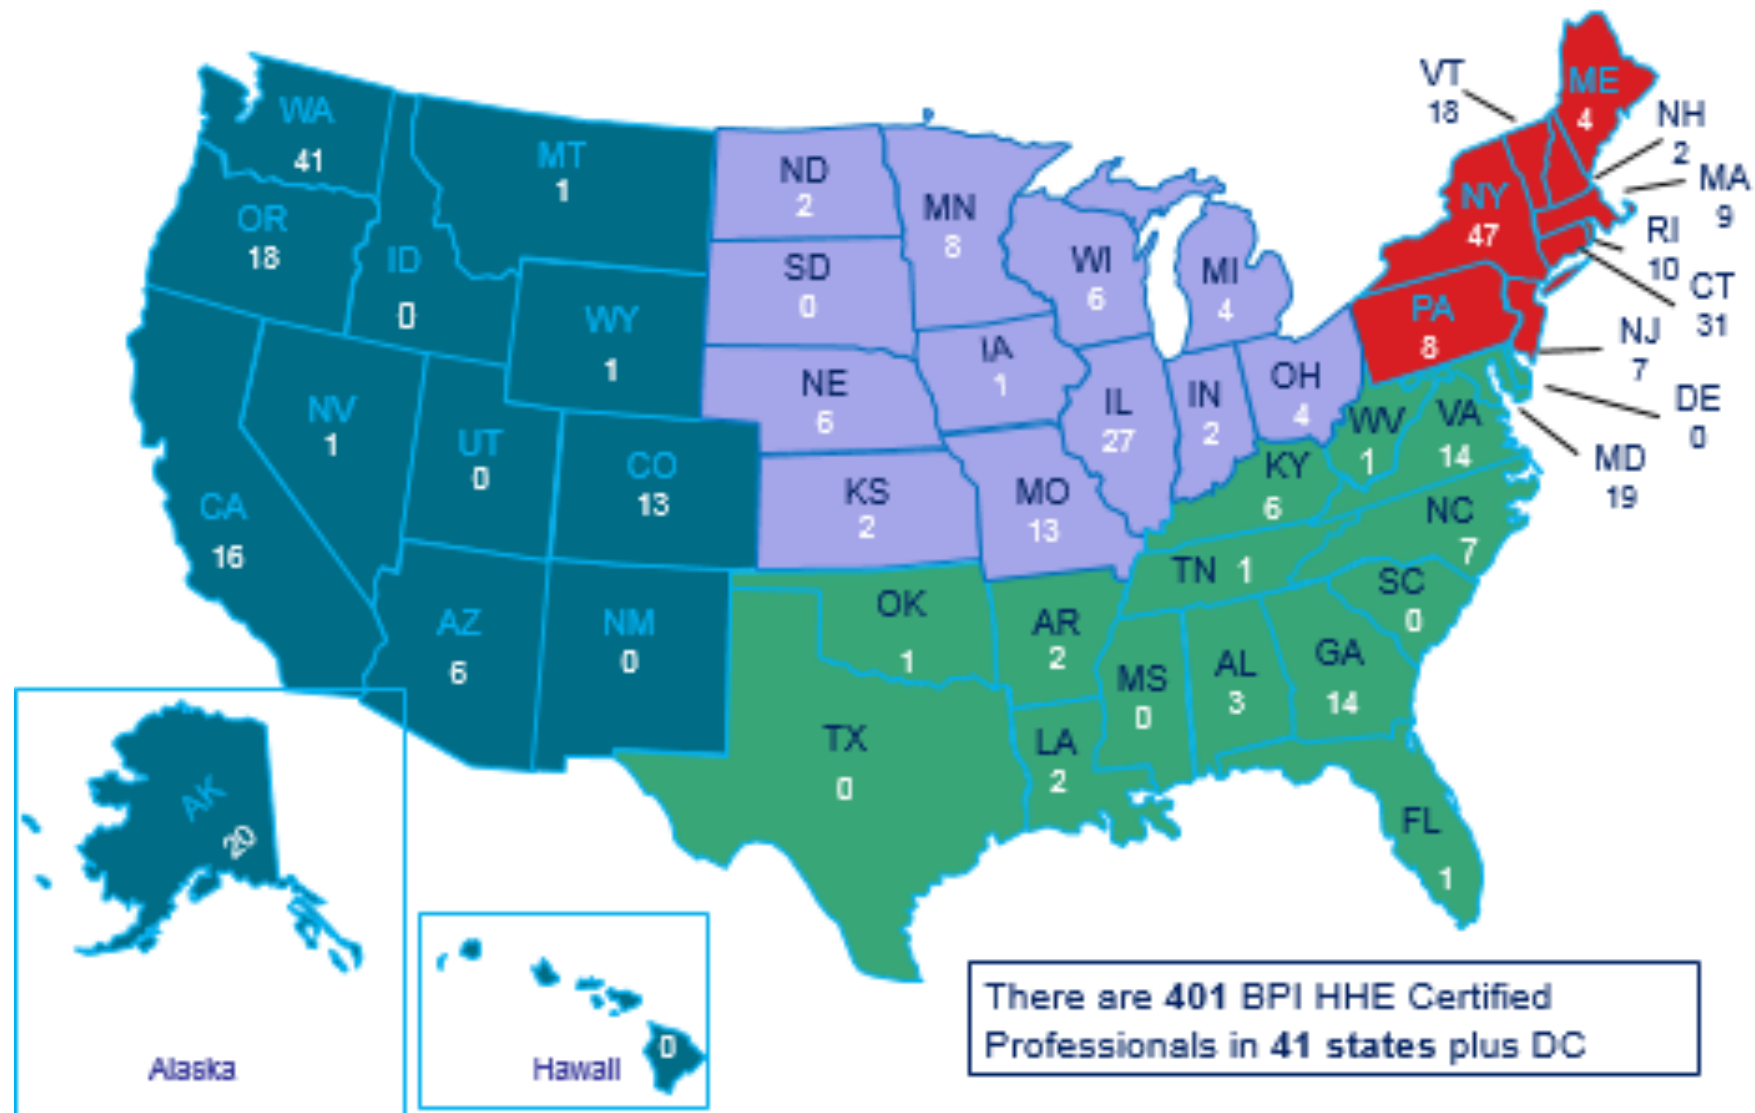 VT
18
ME
4
NH
2
MA
9
RI
10
CT
31
NJ
7
DE
0
MD
19
WA
41
OR
18
ID
0
MT
1
WY
1
NV
1
UT
0
CO
13
CA
16
AZ
6
NM
0
ND
2
SD
0
NE
6
KS
2
MN
8
IA
1
MO
13
WI
6
IL
27
MI
4
IN
2
OH
4
NY
47
PA
8
WV
1
VA
14
KY
6
NC
7
TN 1
SC
0
OK
1
AR
2
MS
0
AL
3
GA
14
TX
0
LA
2
FL
1
AK
20
Alaska
0
Hawaii
There are 401 BPI HHE Certified
Professionals in 41 states plus DC